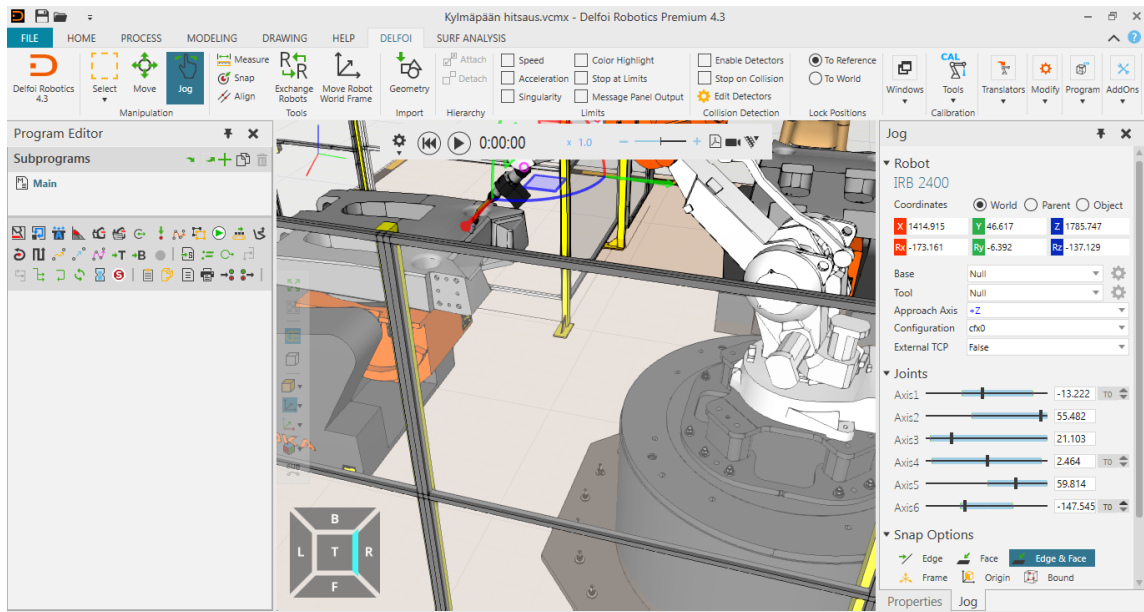 Kylmäpään hitsaus.vcmx - Delfoi Robotics Premium 4.3
FILE HOME PROCESS MODELING DRAWING HELP DELFOI SURF ANALYSIS
Delfoi Robotics 4.3
Select
Move
Jog
Measure
Snap
Align
Manipulation
Exchange Robots
Move Robot World Frame
Tools
Geometry
Import
Attach
Detach
Hierarchy
Speed
Acceleration
Singularity
Color Highlight
Stop at Limits
Message Panel Output
Limits
Enable Detectors
Stop on Collision
Edit Detectors
Collision Detection
To Reference
To World
Lock Positions
Windows
CAL
Tools
Calibration
Translators
Modify
Program
AddOns
Program Editor
Subprograms
Main
0:00:00 x 1.0
B
L T R
F
Jog
Robot
IRB 2400
Coordinates World Parent Object
X 1414.915 Y 46.617 Z 1785.747
Rx -173.161 Ry -6.392 Rz -137.129
Base Null
Tool Null
Approach Axis +Z
Configuration cfx0
External TCP False
Joints
Axis1 -13.222 T0
Axis2 55.482
Axis3 21.103
Axis4 2.464 T0
Axis5 59.814
Axis6 -147.545 T0
Snap Options
Edge Face Edge & Face
Frame Origin Bound
Properties Jog